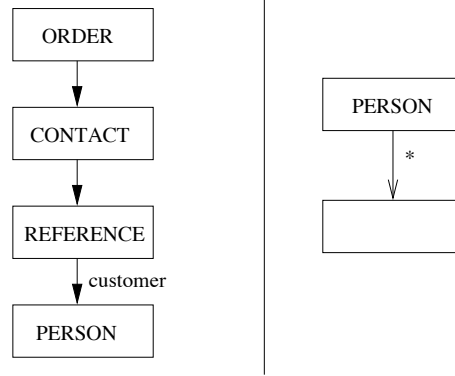 ORDER
CONTACT
REFERENCE
customer
PERSON
PERSON
*